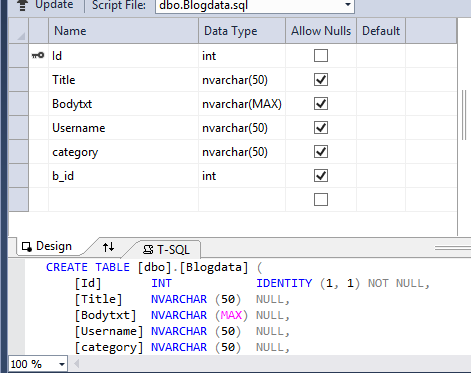 Update Script File: dbo.Blogdata.sql
Name Data Type Allow Nulls Default
Id int
Title nvarchar(50)
Bodytxt nvarchar(MAX)
Username nvarchar(50)
category nvarchar(50)
b_id int
Design T-SQL
CREATE TABLE [dbo].[Blogdata] (
[Id] INT IDENTITY (1, 1) NOT NULL,
[Title] NVARCHAR (50) NULL,
[Bodytxt] NVARCHAR (MAX) NULL,
[Username] NVARCHAR (50) NULL,
[category] NVARCHAR (50) NULL,
100 %